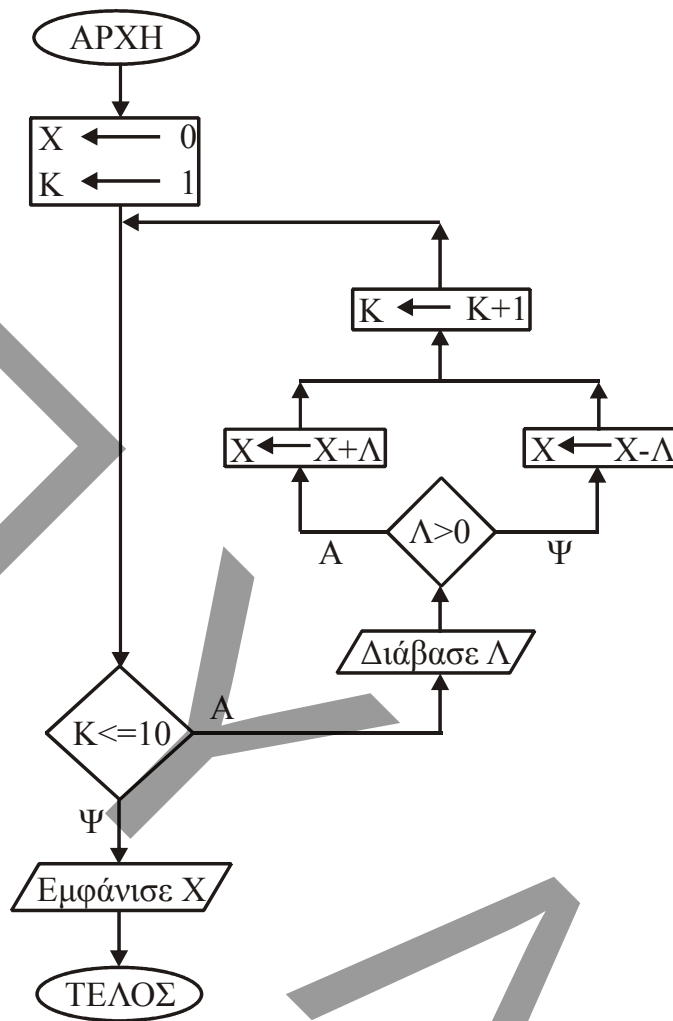 ΑΡΧΗ
Χ ← 0
Κ ← 1
Κ ← Κ+1
Χ ← Χ+Λ
Χ ← Χ-Λ
Λ>0
Α
Ψ
Διάβασε Λ
Κ<=10
Α
Ψ
Εμφάνισε Χ
ΤΕΛΟΣ